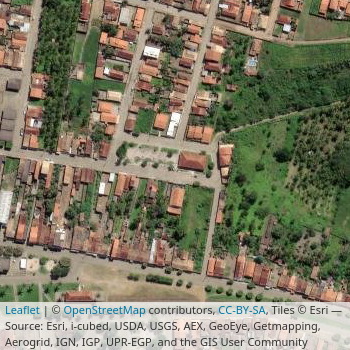 Leaflet | © OpenStreetMap contributors, CC-BY-SA, Tiles © Esri —
Source: Esri, i-cubed, USDA, USGS, AEX, GeoEye, Getmapping,
Aerogrid, IGN, IGP, UPR-EGP, and the GIS User Community